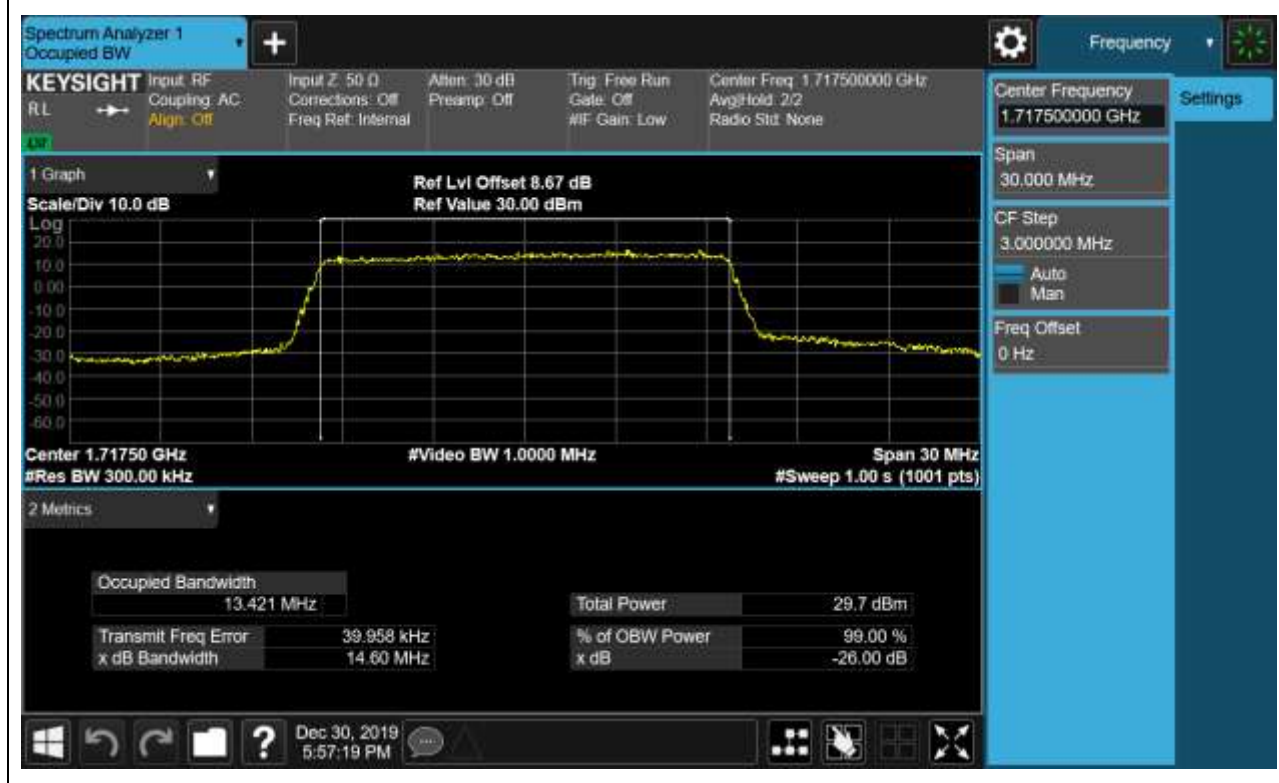 Spectrum Analyzer 1
Occupied BW
+
Frequency
KEYSIGHT
RL
Input: RF
Coupling: AC
Align: Off
Input Z: 50 Ω
Corrections: Off
Freq Ref: Internal
Atten: 30 dB
Preamp: Off
Trig: Free Run
Gate: Off
#IF Gain: Low
Center Freq: 1.717500000 GHz
Avg|Hold: 2/2
Radio Std: None
Center Frequency
1.717500000 GHz
Settings
Span
30.000 MHz
CF Step
3.000000 MHz
Auto
Man
Freq Offset
0 Hz
1 Graph
Scale/Div 10.0 dB
Ref Lvl Offset 8.67 dB
Ref Value 30.00 dBm
Log
20.0
10.0
0.00
-10.0
-20.0
-30.0
-40.0
-50.0
-60.0
Center 1.71750 GHz
#Video BW 1.0000 MHz
Span 30 MHz
#Res BW 300.00 kHz
#Sweep 1.00 s (1001 pts)
2 Metrics
Occupied Bandwidth
13.421 MHz
Total Power 29.7 dBm
Transmit Freq Error 39.958 kHz
% of OBW Power 99.00 %
x dB Bandwidth 14.60 MHz
x dB -26.00 dB
?
Dec 30, 2019
5:57:19 PM